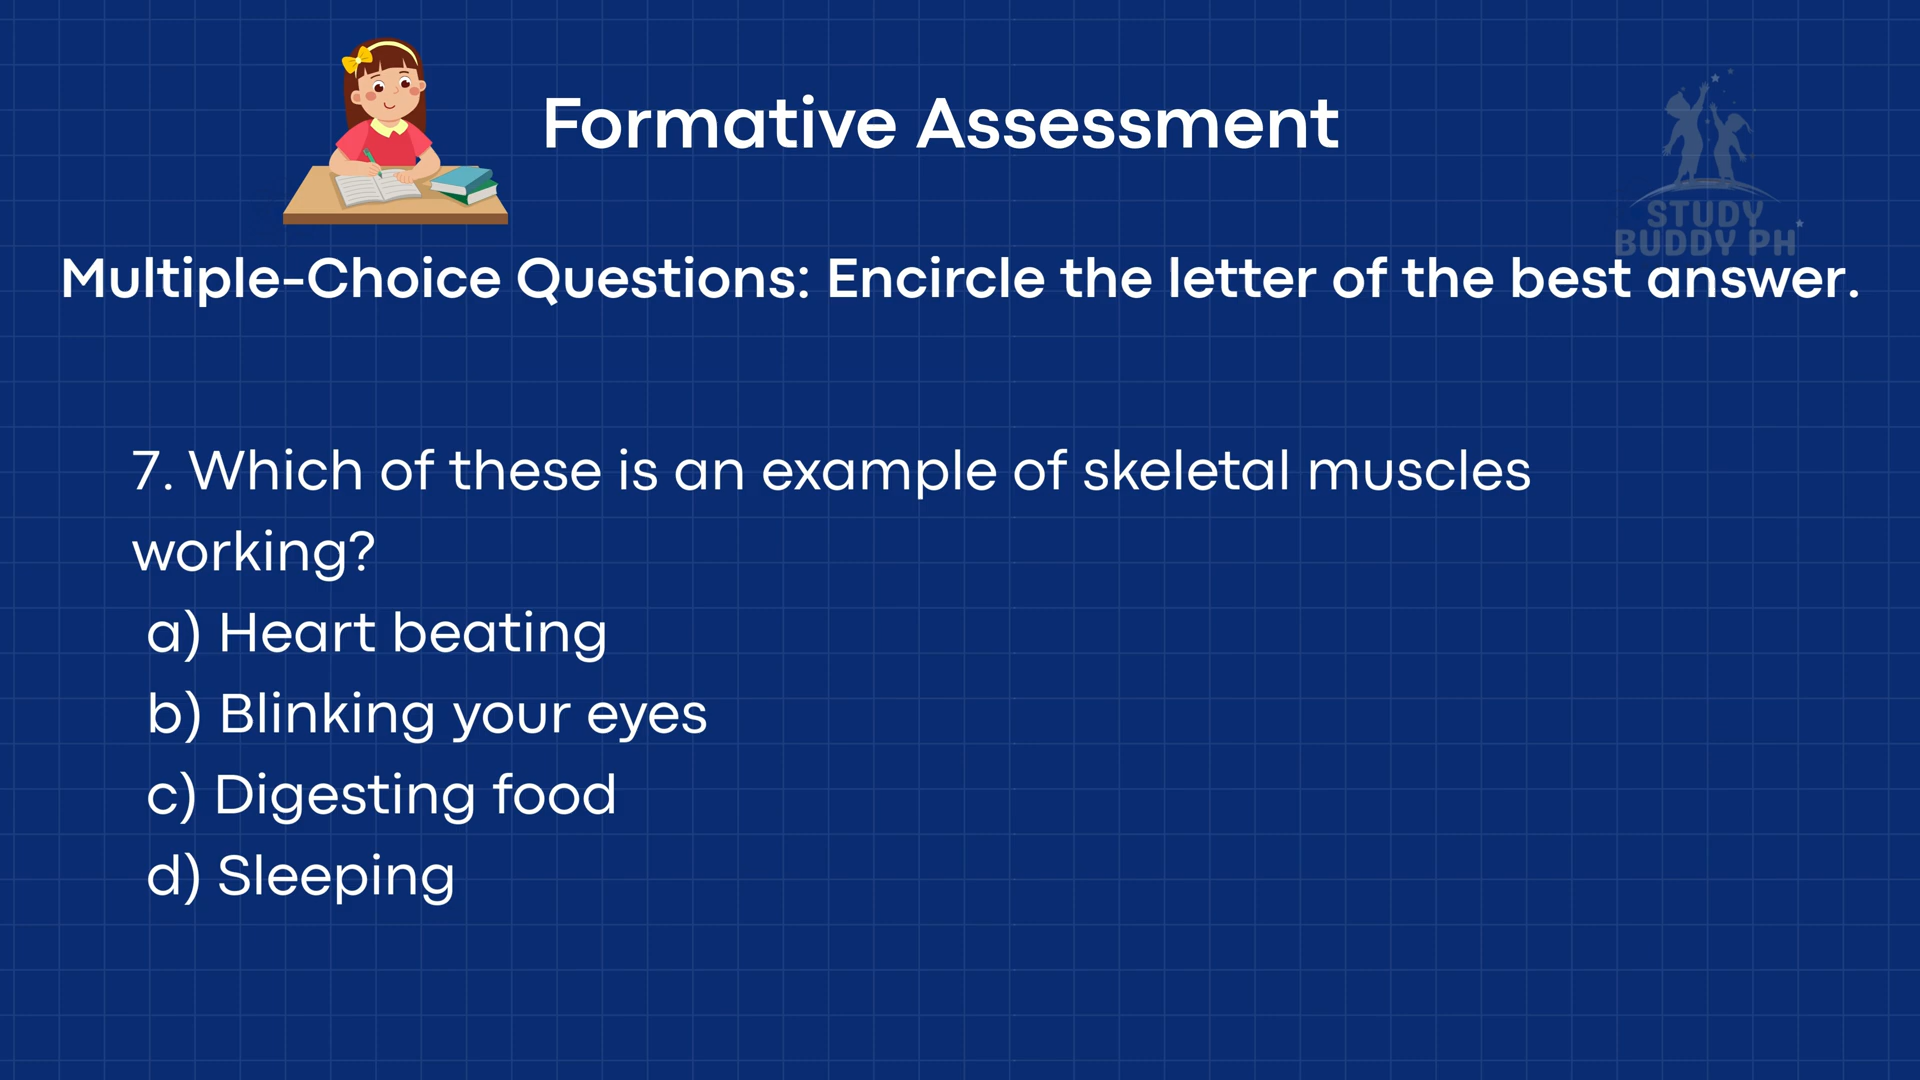 Formative Assessment
STUDY
BUDDY PH
Multiple-Choice Questions: Encircle the letter of the best answer.
7. Which of these is an example of skeletal muscles
working?
a) Heart beating
b) Blinking your eyes
c) Digesting food
d) Sleeping